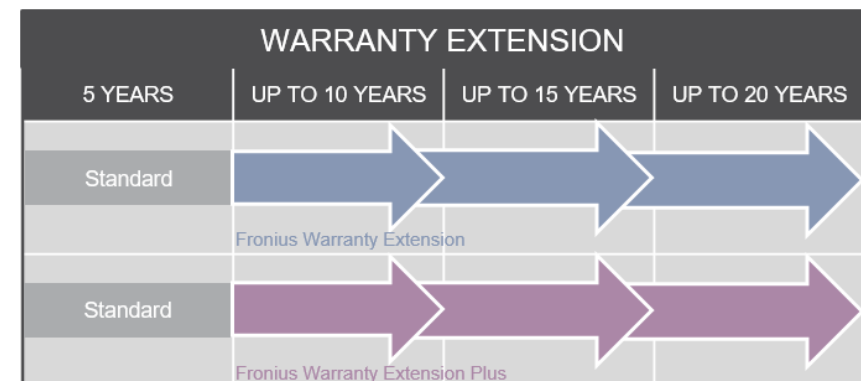 WARRANTY EXTENSION
5 YEARS UP TO 10 YEARS UP TO 15 YEARS UP TO 20 YEARS
Standard
Fronius Warranty Extension
Standard
Fronius Warranty Extension Plus